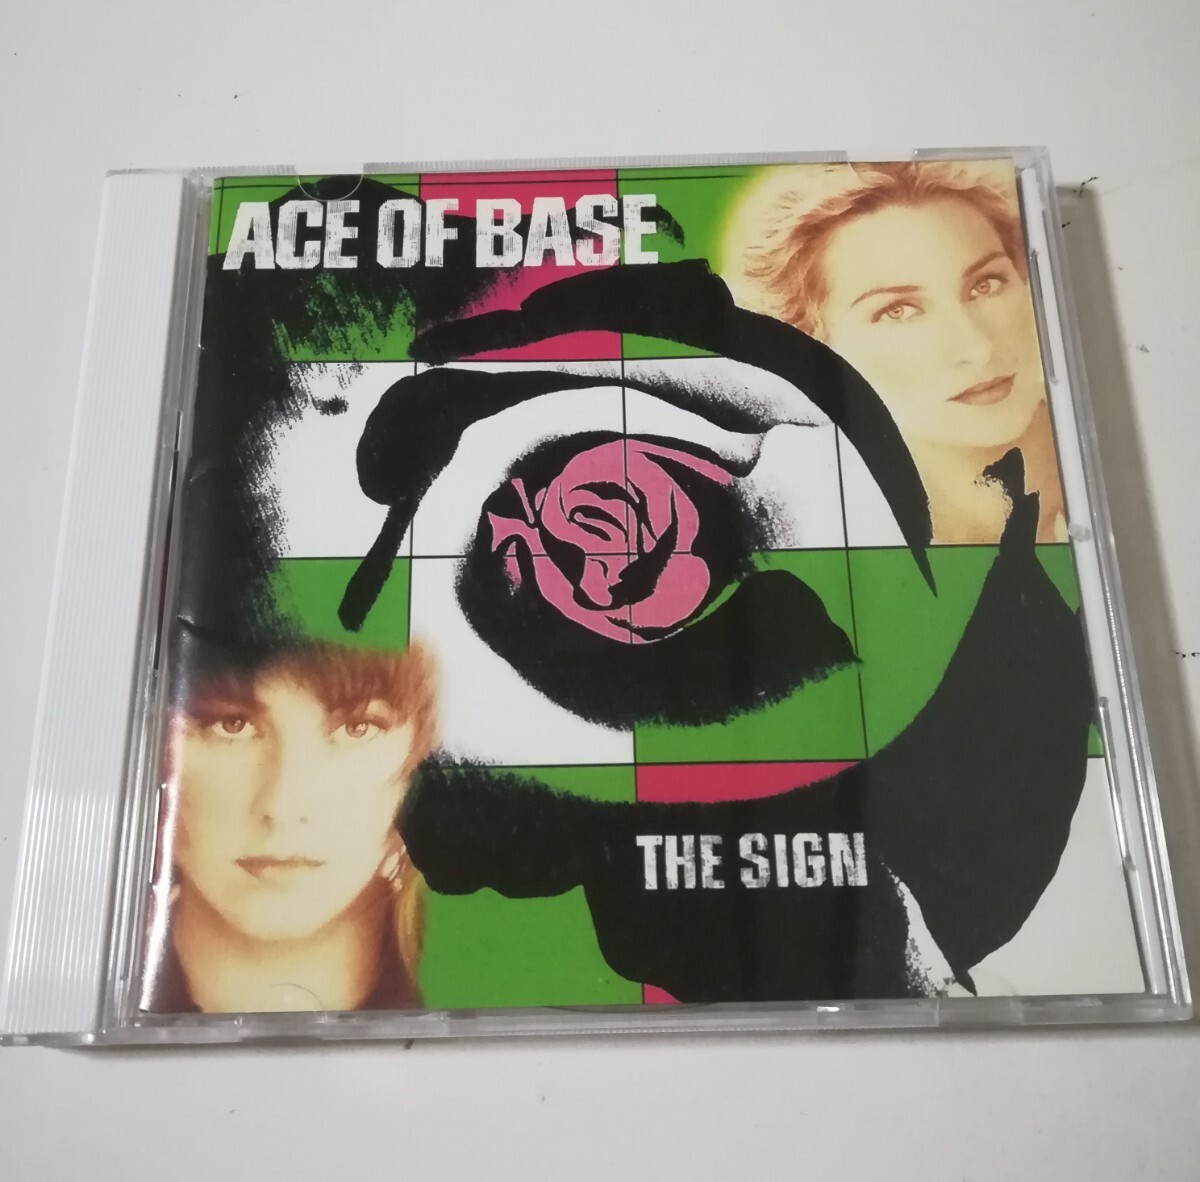 ACE OF BASE
THE SIGN